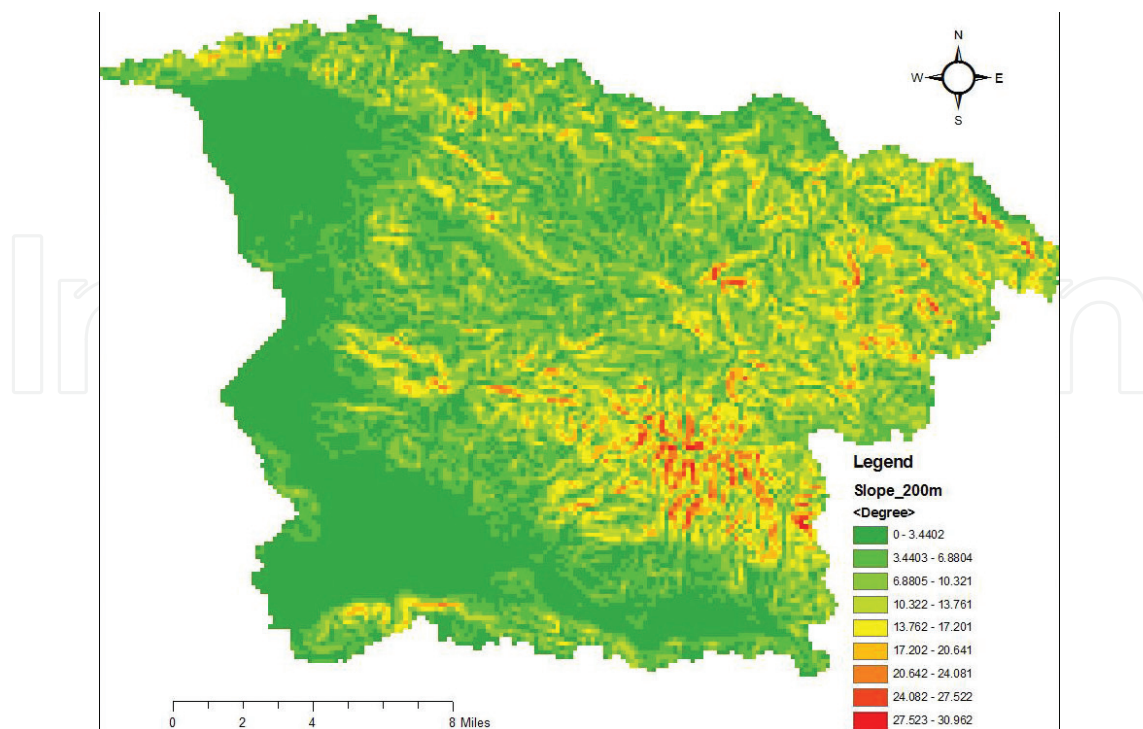 N
W E
S
Legend
Slope_200m
<Degree>
0 - 3.4402
3.4403 - 6.8804
6.8805 - 10.321
10.322 - 13.761
13.762 - 17.201
17.202 - 20.641
20.642 - 24.081
24.082 - 27.522
27.523 - 30.962
0 2 4 8 Miles